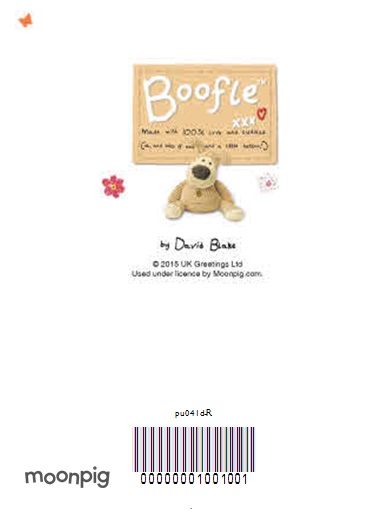 Boofle™
xxx
Made with 100% love and cuddles
by David Blake
© 2015 UK Greetings Ltd
Used under licence by Moonpig.com.
pu041d-R
00000001001001
moonpig